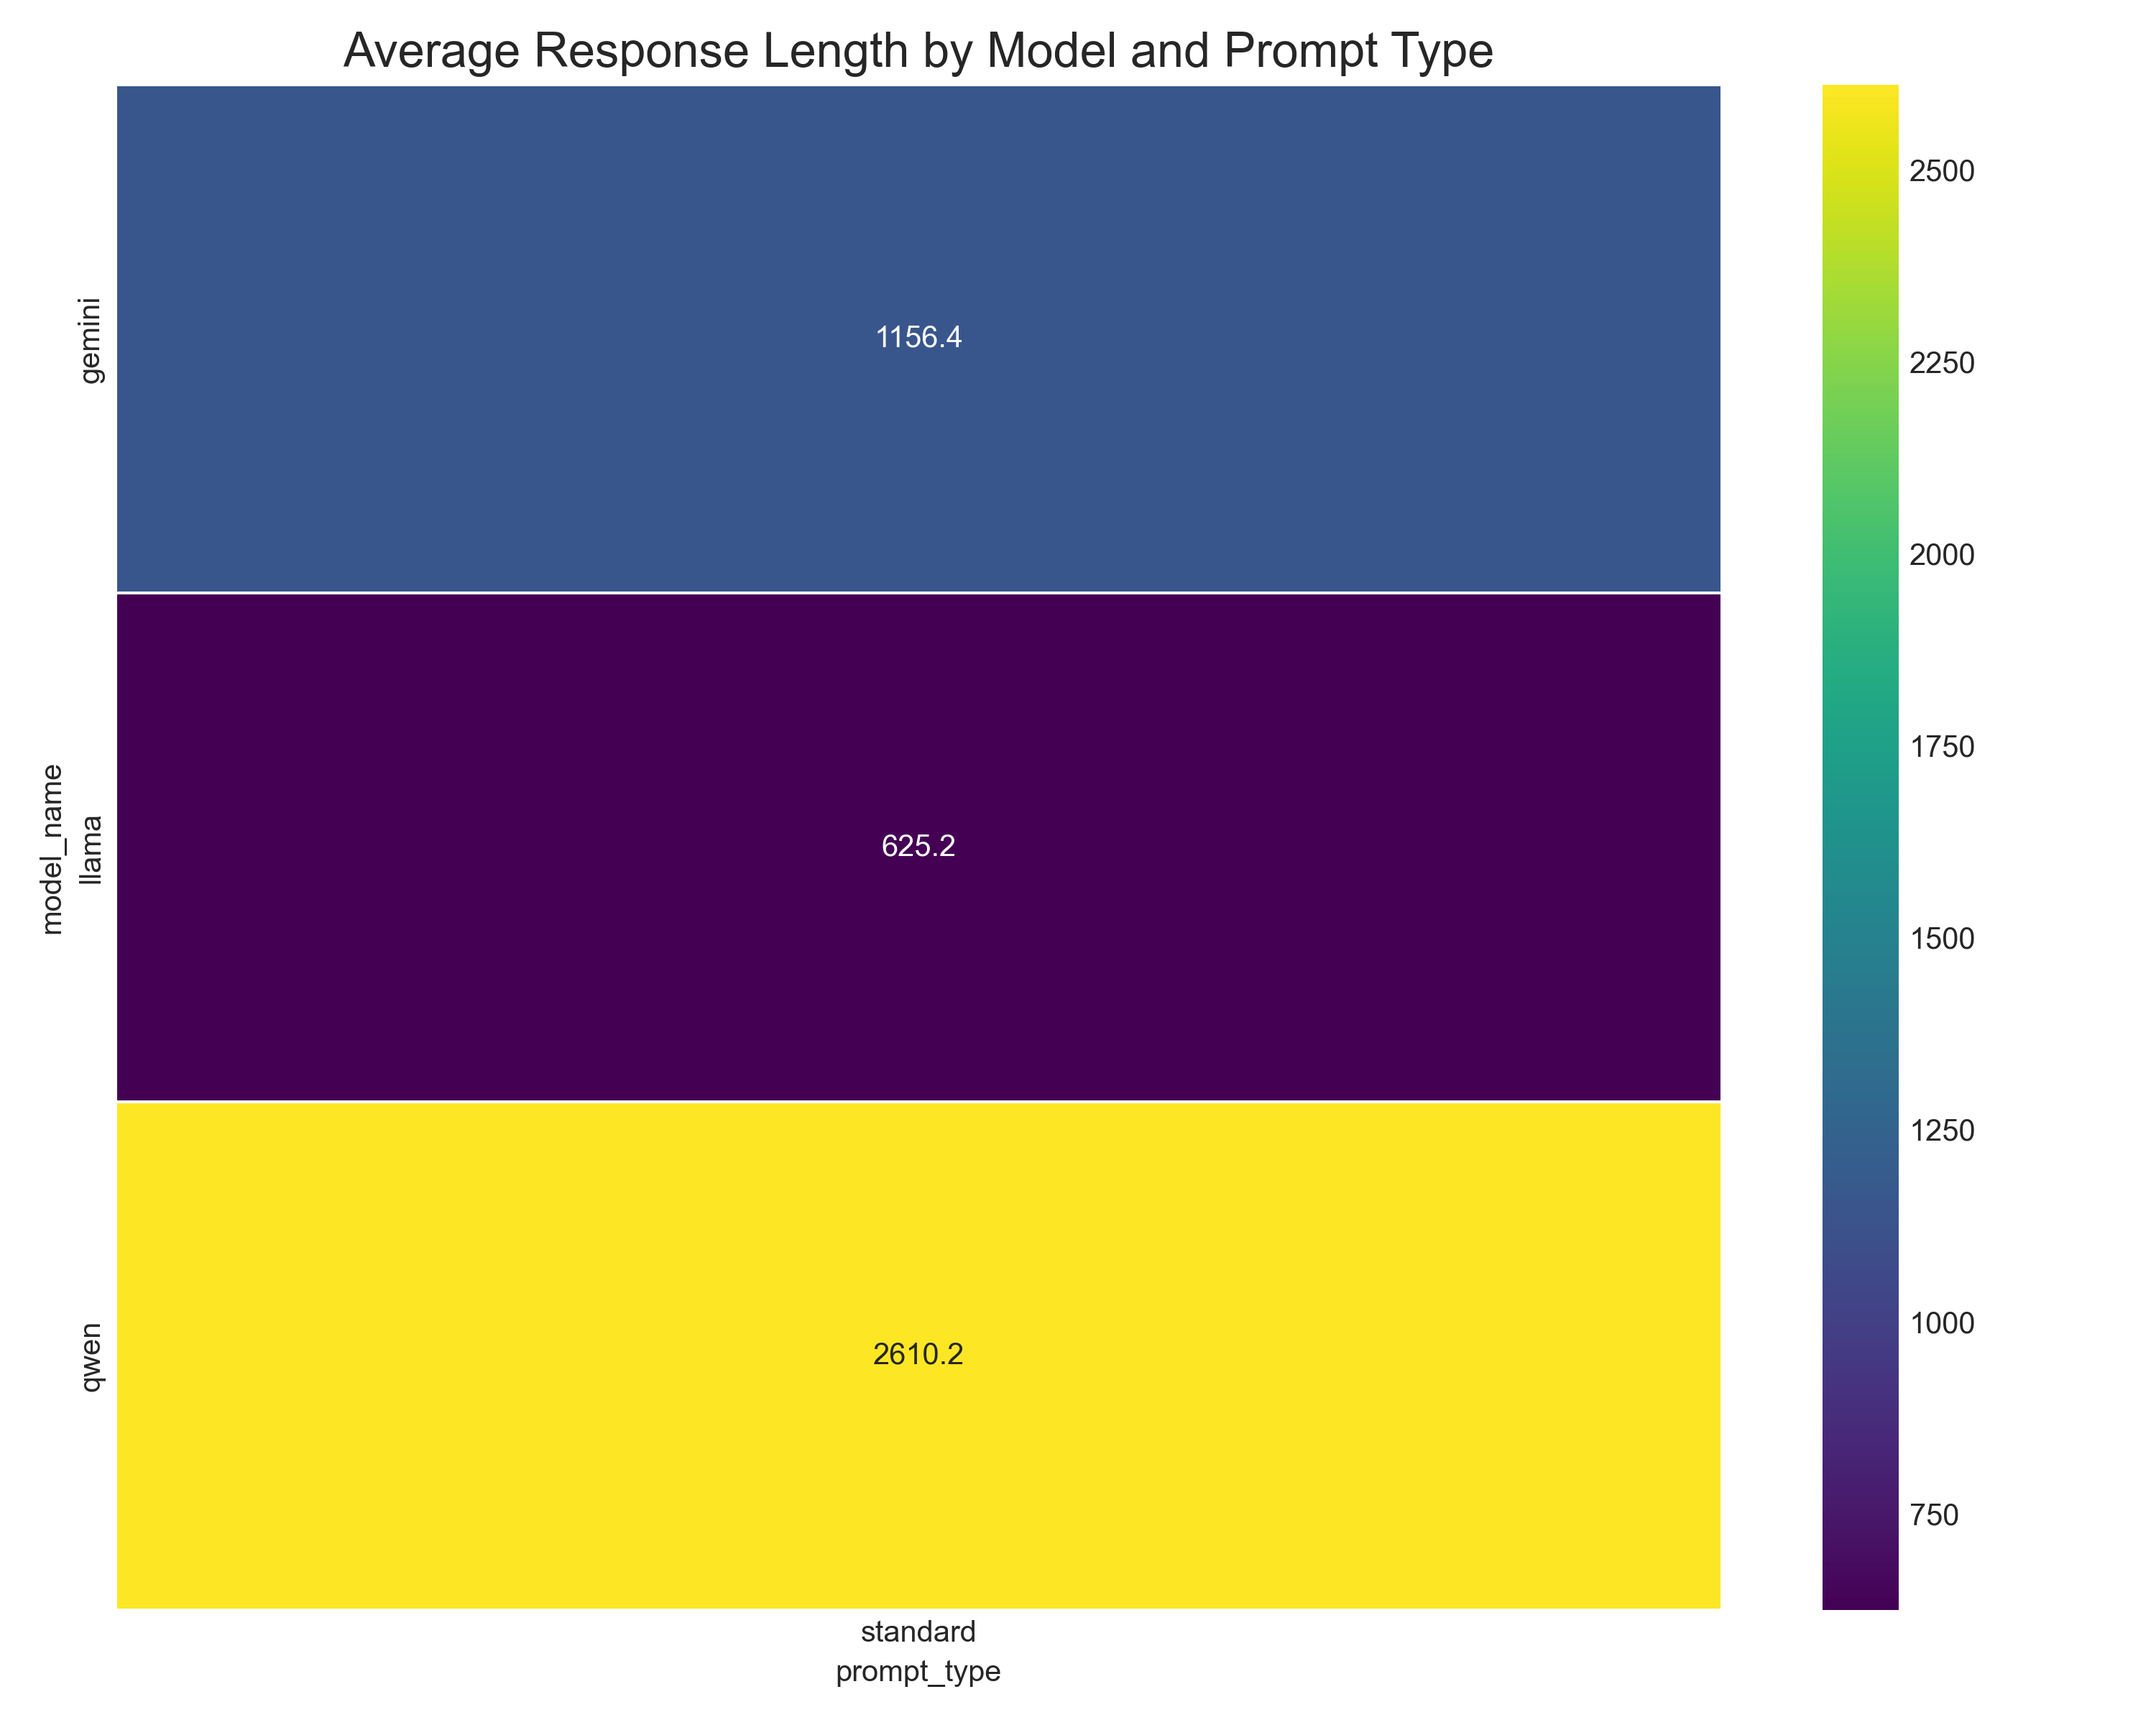 Average Response Length by Model and Prompt Type
model_name
gemini
1156.4
llama
625.2
qwen
2610.2
standard
prompt_type
2500
2250
2000
1750
1500
1250
1000
750